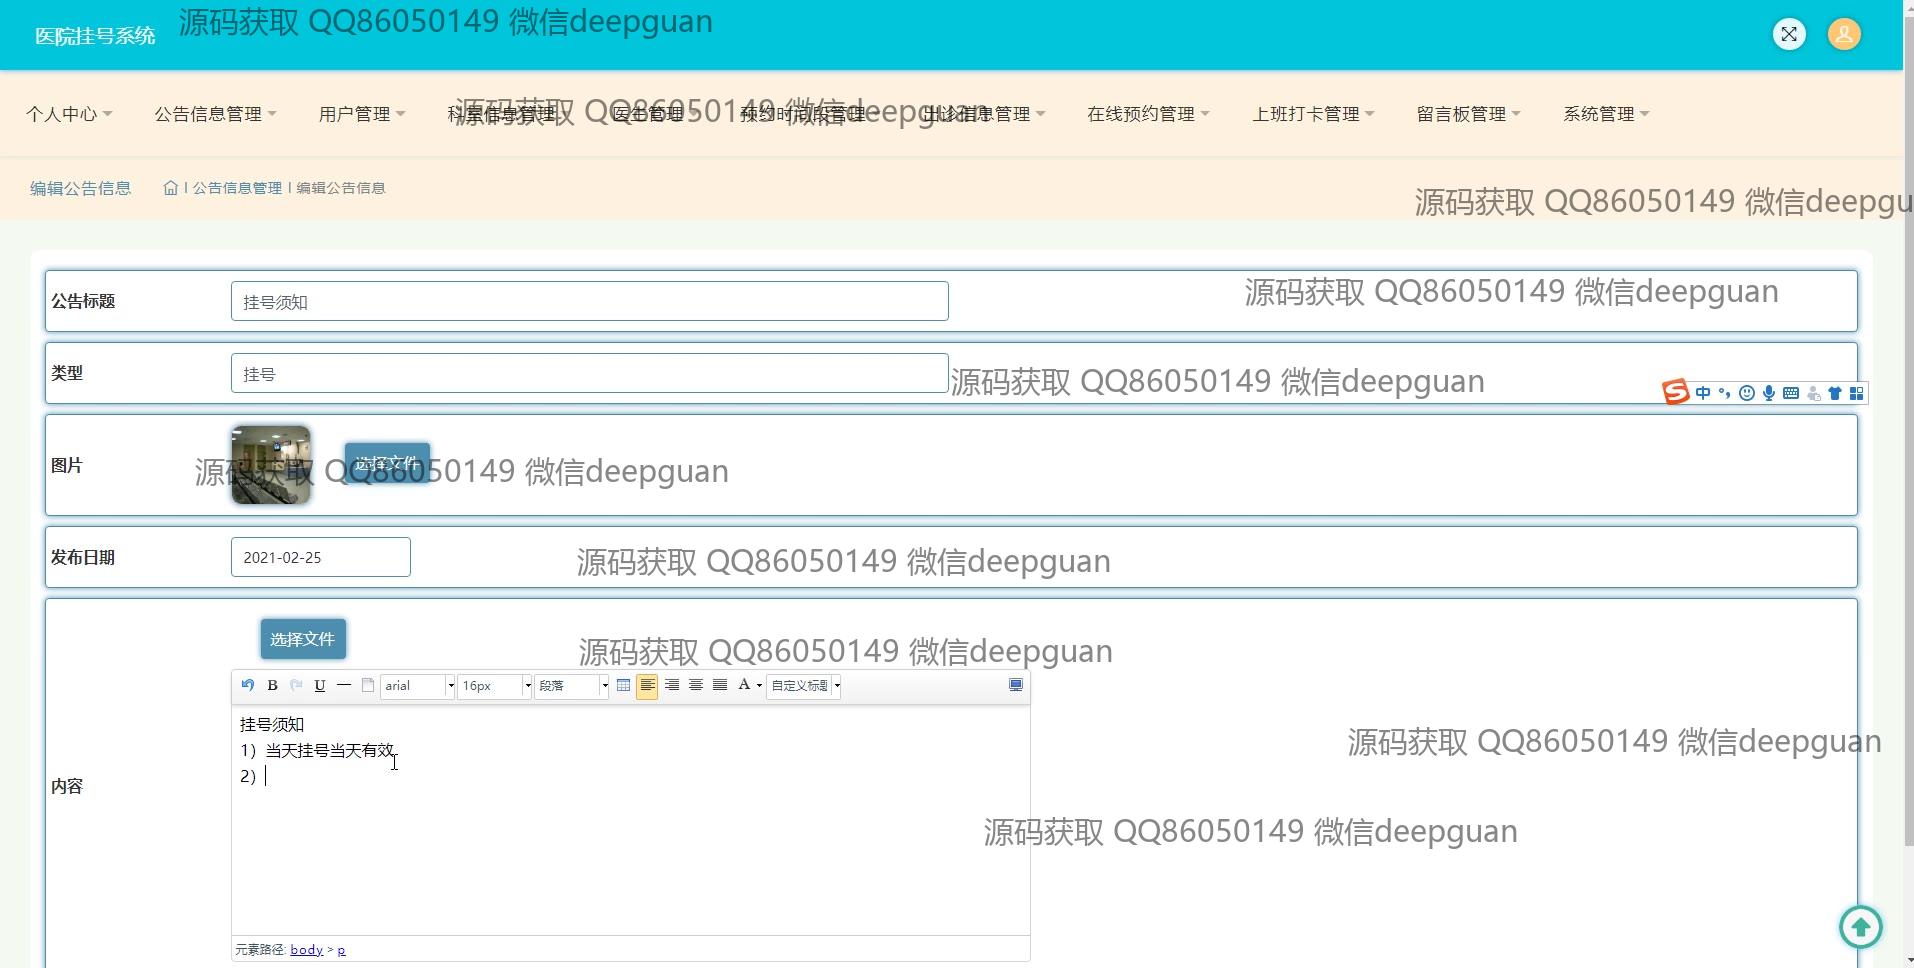 医院挂号系统
源码获取 QQ86050149 微信deepguan
个人中心 公告信息管理 用户管理 科室信息管理 医生管理 预约时间段管理 出诊信息管理 在线预约管理 上班打卡管理 留言板管理 系统管理
源码获取 QQ86050149 微信deepguan
编辑公告信息 | 公告信息管理 | 编辑公告信息
源码获取 QQ86050149 微信deepgu
公告标题 挂号须知
源码获取 QQ86050149 微信deepguan
类型 挂号
源码获取 QQ86050149 微信deepguan
S 中
图片 选择文件
源码获取 QQ86050149 微信deepguan
发布日期 2021-02-25
源码获取 QQ86050149 微信deepguan
选择文件
源码获取 QQ86050149 微信deepguan
B U arial 16px 段落 A 自定义标题
挂号须知
1）当天挂号当天有效
2）
内容
源码获取 QQ86050149 微信deepguan
源码获取 QQ86050149 微信deepguan
元素路径: body > p